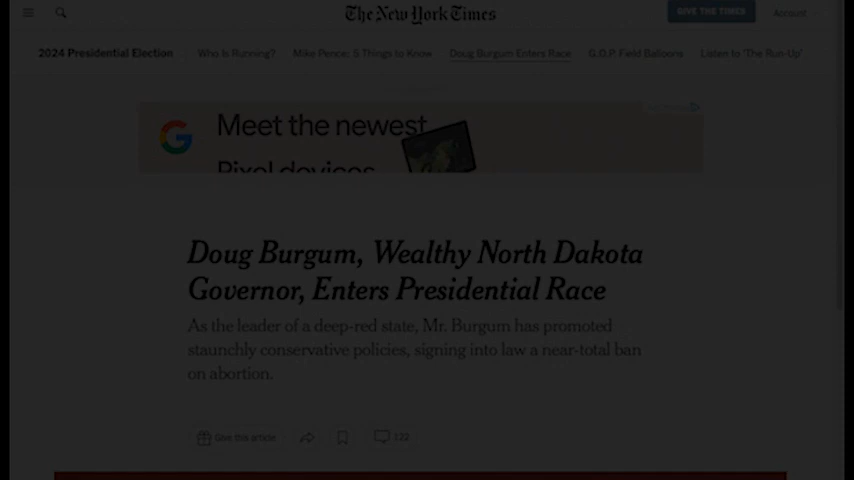 The New York Times
GIVE THE TIMES
Account
2024 Presidential Election
Who Is Running?
Mike Pence: 5 Things to Know
Doug Burgum Enters Race
G.O.P. Field Balloons
Listen to 'The Run-Up'
Meet the newest
Pixel devices
Doug Burgum, Wealthy North Dakota
Governor, Enters Presidential Race
As the leader of a deep-red state, Mr. Burgum has promoted
staunchly conservative policies, signing into law a near-total ban
on abortion.
Give this article
122